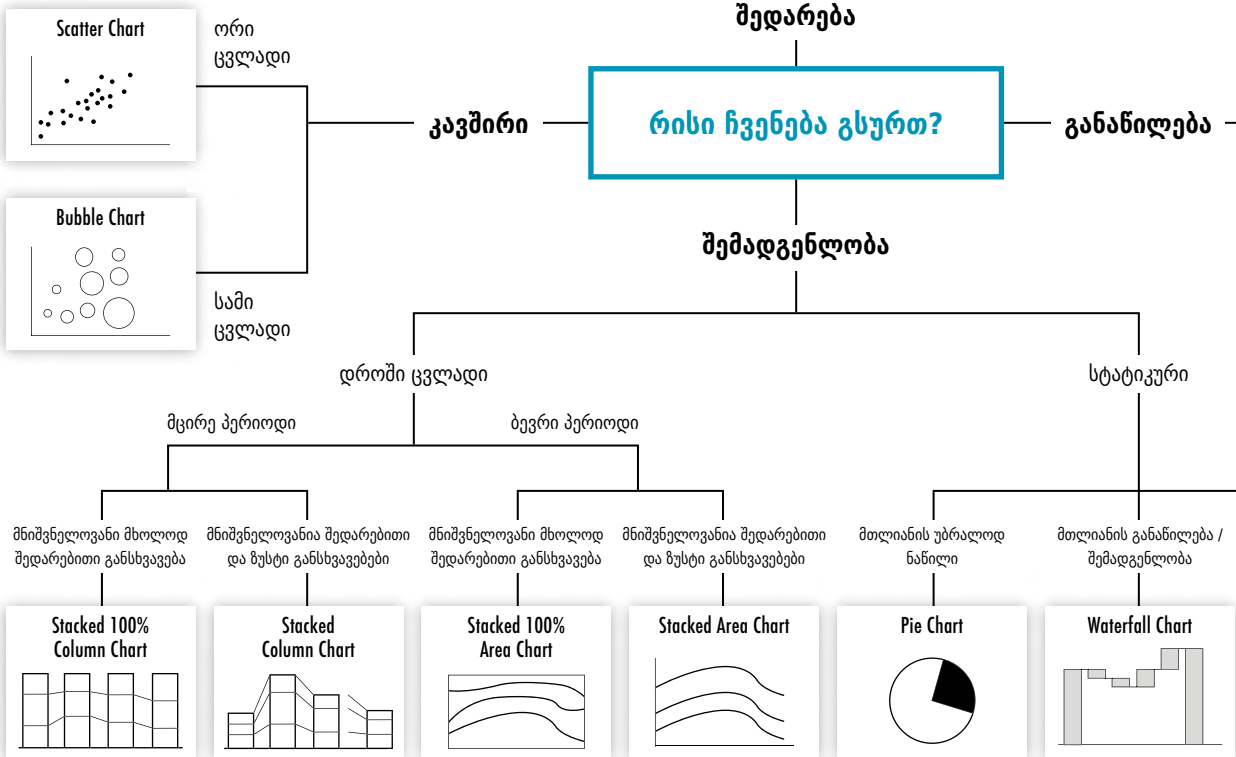 შედარება
Scatter Chart
ორი
ცვლადი
კავშირი
რისი ჩვენება გსურთ?
განაწილება
Bubble Chart
სამი
ცვლადი
შემადგენლობა
დროში ცვლადი
სტატიკური
მცირე პერიოდი
ბევრი პერიოდი
მნიშვნელოვანი მხოლოდ
შედარებითი განსხვავება
მნიშვნელოვანია შედარებითი
და ზუსტი განსხვავებები
მნიშვნელოვანი მხოლოდ
შედარებითი განსხვავება
მნიშვნელოვანია შედარებითი
და ზუსტი განსხვავებები
მთლიანის უბრალოდ
ნაწილი
მთლიანის განაწილება /
შემადგენლობა
Stacked 100%
Column Chart
Stacked
Column Chart
Stacked 100%
Area Chart
Stacked Area Chart
Pie Chart
Waterfall Chart